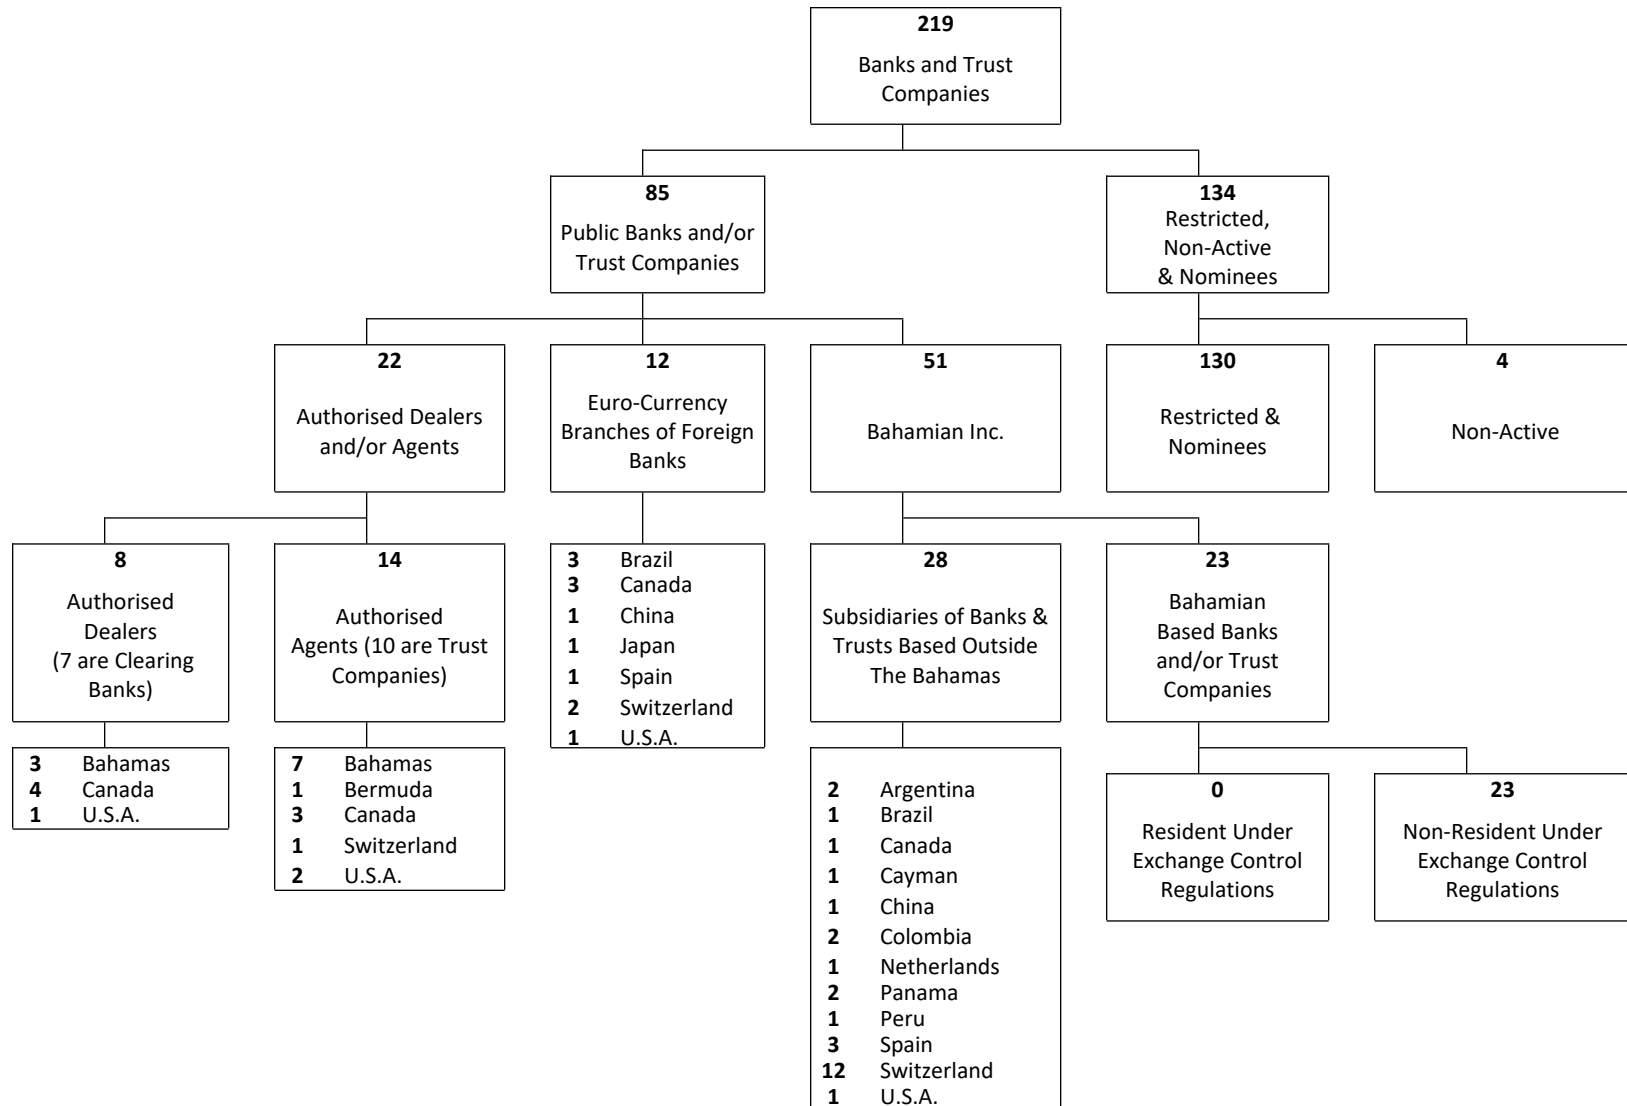 219
Banks and Trust
Companies
85
Public Banks and/or
Trust Companies
134
Restricted,
Non-Active
& Nominees
22
Authorised Dealers
and/or Agents
12
Euro-Currency
Branches of Foreign
Banks
51
Bahamian Inc.
130
Restricted &
Nominees
4
Non-Active
8
Authorised
Dealers
(7 are Clearing
Banks)
14
Authorised
Agents (10 are Trust
Companies)
3 Brazil
3 Canada
1 China
1 Japan
1 Spain
2 Switzerland
1 U.S.A.
28
Subsidiaries of Banks &
Trusts Based Outside
The Bahamas
23
Bahamian
Based Banks
and/or Trust
Companies
3 Bahamas
4 Canada
1 U.S.A.
7 Bahamas
1 Bermuda
3 Canada
1 Switzerland
2 U.S.A.
2 Argentina
1 Brazil
1 Canada
1 Cayman
1 China
2 Colombia
1 Netherlands
2 Panama
1 Peru
3 Spain
12 Switzerland
1 U.S.A.
0
Resident Under
Exchange Control
Regulations
23
Non-Resident Under
Exchange Control
Regulations